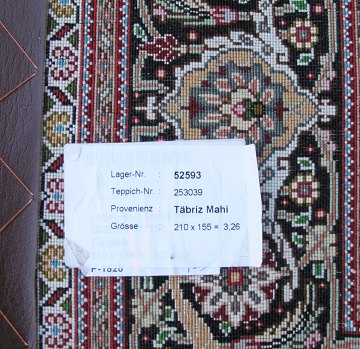 Lager-Nr. : 52593
Teppich-Nr. : 253039
Provenienz : Täbriz Mahi
Grösse : 210 x 155 = 3,26